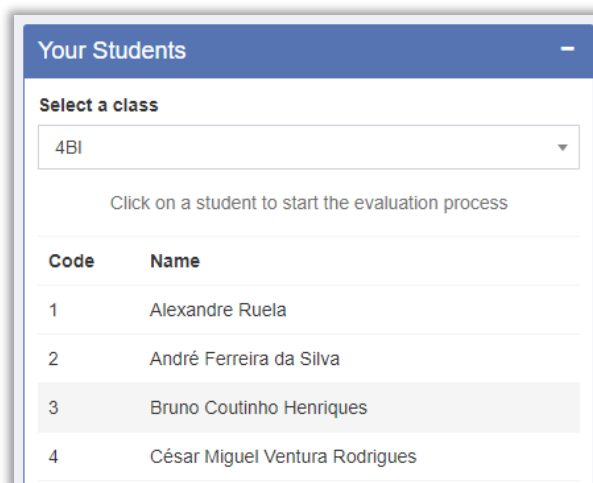 Your Students
Select a class
4BI
Click on a student to start the evaluation process
Code Name
1 Alexandre Ruela
2 André Ferreira da Silva
3 Bruno Coutinho Henriques
4 César Miguel Ventura Rodrigues